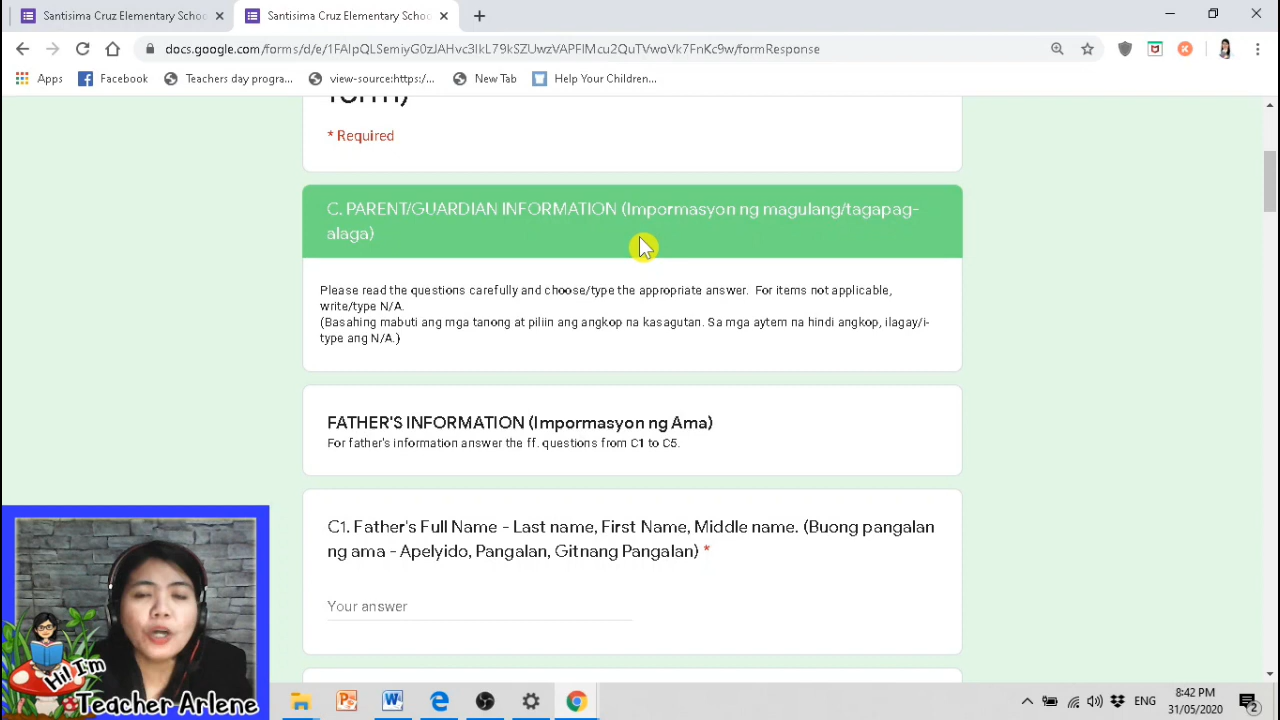 Santisima Cruz Elementary Schoo
Santisima Cruz Elementary Schoo
docs.google.com/forms/d/e/1FAIpQLSemiyG0zJAHvc3IkL79kSZUwzVAPFIMcu2QuTVwoVk7FnKc9w/formResponse
Apps
Facebook
Teachers day progra...
view-source:https:/...
New Tab
Help Your Children...
form)
* Required
C. PARENT/GUARDIAN INFORMATION (Impormasyon ng magulang/tagapag-
alaga)
Please read the questions carefully and choose/type the appropriate answer. For items not applicable,
write/type N/A.
(Basahing mabuti ang mga tanong at piliin ang angkop na kasagutan. Sa mga aytem na hindi angkop, ilagay/i-
type ang N/A.)
FATHER'S INFORMATION (Impormasyon ng Ama)
For father's information answer the ff. questions from C1 to C5.
C1. Father's Full Name - Last name, First Name, Middle name. (Buong pangalan
ng ama - Apelyido, Pangalan, Gitnang Pangalan) *
Your answer
Hi! I'm
Teacher Arlene
ENG
8:42 PM
31/05/2020
2